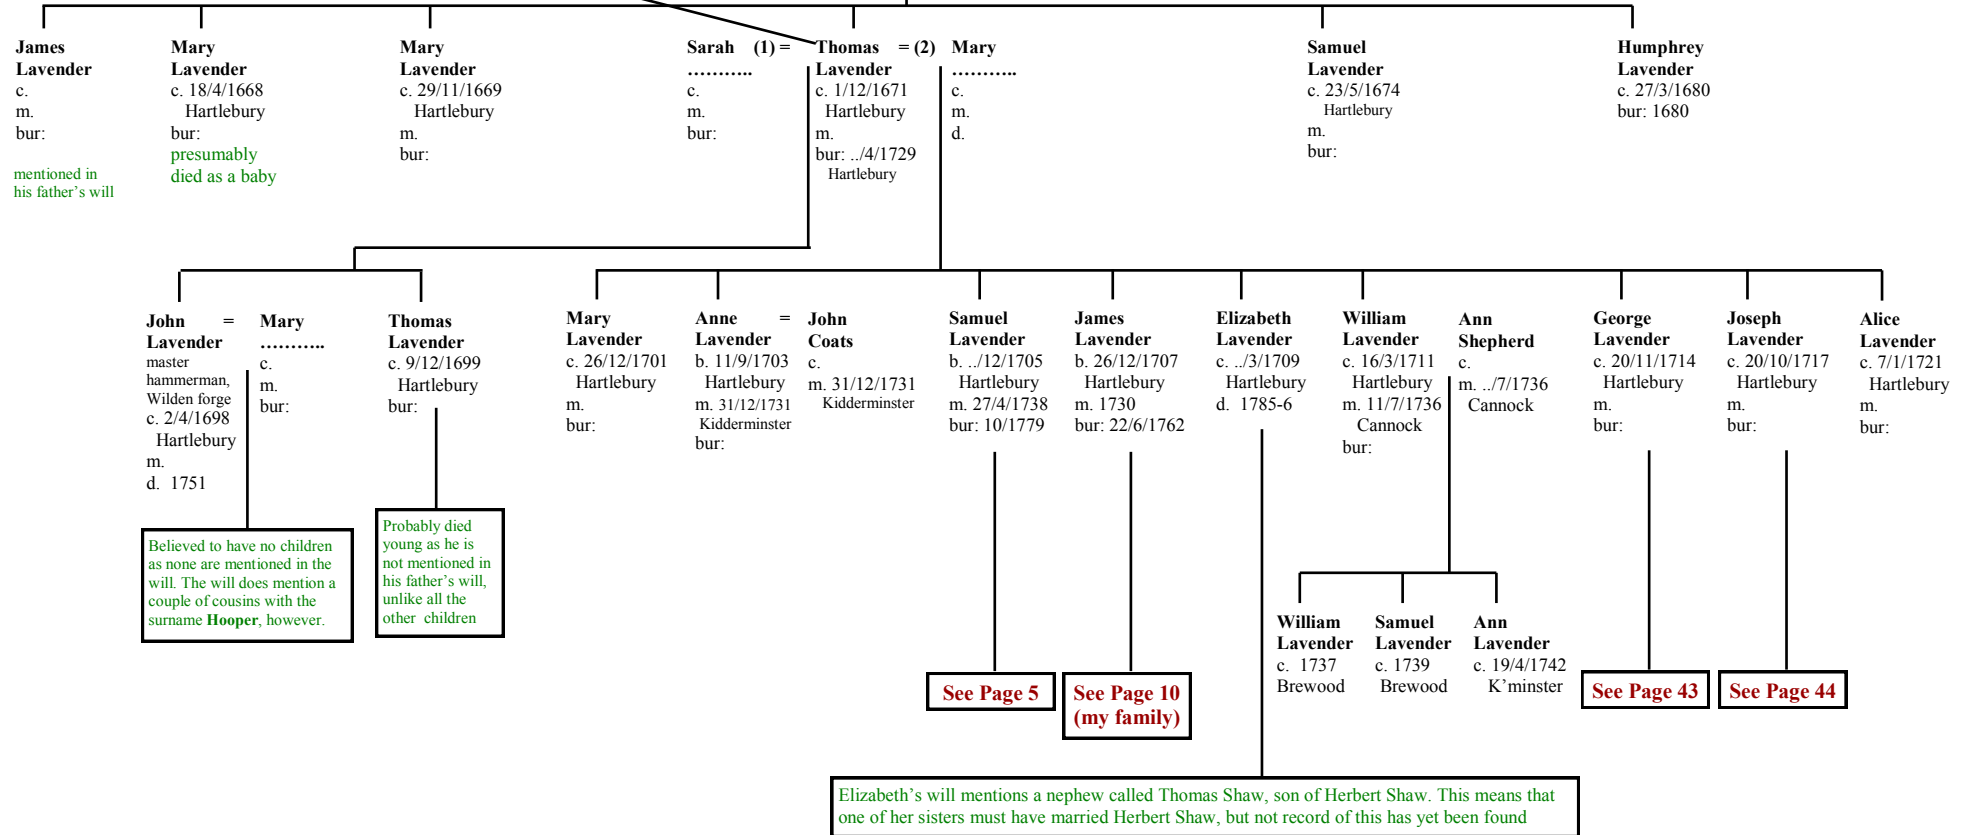 James
Lavender
c.
m.
bur:
mentioned in
his father's will
Mary
Lavender
c. 18/4/1668
Hartlebury
bur:
presumably
died as a baby
Mary
Lavender
c. 29/11/1669
Hartlebury
m.
bur:
Sarah (1) =
………..
c.
m.
bur:
Thomas = (2)
Lavender
c. 1/12/1671
Hartlebury
m.
bur: ../4/1729
Hartlebury
Mary
………..
c.
m.
d.
Samuel
Lavender
c. 23/5/1674
Hartlebury
m.
bur:
Humphrey
Lavender
c. 27/3/1680
bur: 1680
John =
Lavender
master
hammerman,
Wilden forge
c. 2/4/1698
Hartlebury
m.
d. 1751
Mary
………..
c.
m.
bur:
Thomas
Lavender
c. 9/12/1699
Hartlebury
bur:
Mary
Lavender
c. 26/12/1701
Hartlebury
m.
bur:
Anne =
Lavender
b. 11/9/1703
Hartlebury
m. 31/12/1731
Kidderminster
bur:
John
Coats
c.
m. 31/12/1731
Kidderminster
Samuel
Lavender
b. ../12/1705
Hartlebury
m. 27/4/1738
bur: 10/1779
James
Lavender
b. 26/12/1707
Hartlebury
m. 1730
bur: 22/6/1762
Elizabeth
Lavender
c. ../3/1709
Hartlebury
d. 1785-6
William
Lavender
c. 16/3/1711
Hartlebury
m. 11/7/1736
Cannock
bur:
Ann
Shepherd
c.
m. ../7/1736
Cannock
George
Lavender
c. 20/11/1714
Hartlebury
m.
bur:
Joseph
Lavender
c. 20/10/1717
Hartlebury
m.
bur:
Alice
Lavender
c. 7/1/1721
Hartlebury
m.
bur:
Believed to have no children
as none are mentioned in the
will. The will does mention a
couple of cousins with the
surname Hooper, however.
Probably died
young as he is
not mentioned in
his father's will,
unlike all the
other children
William
Lavender
c. 1737
Brewood
Samuel
Lavender
c. 1739
Brewood
Ann
Lavender
c. 19/4/1742
K'minster
See Page 5
See Page 10
(my family)
See Page 43
See Page 44
Elizabeth's will mentions a nephew called Thomas Shaw, son of Herbert Shaw. This means that
one of her sisters must have married Herbert Shaw, but not record of this has yet been found